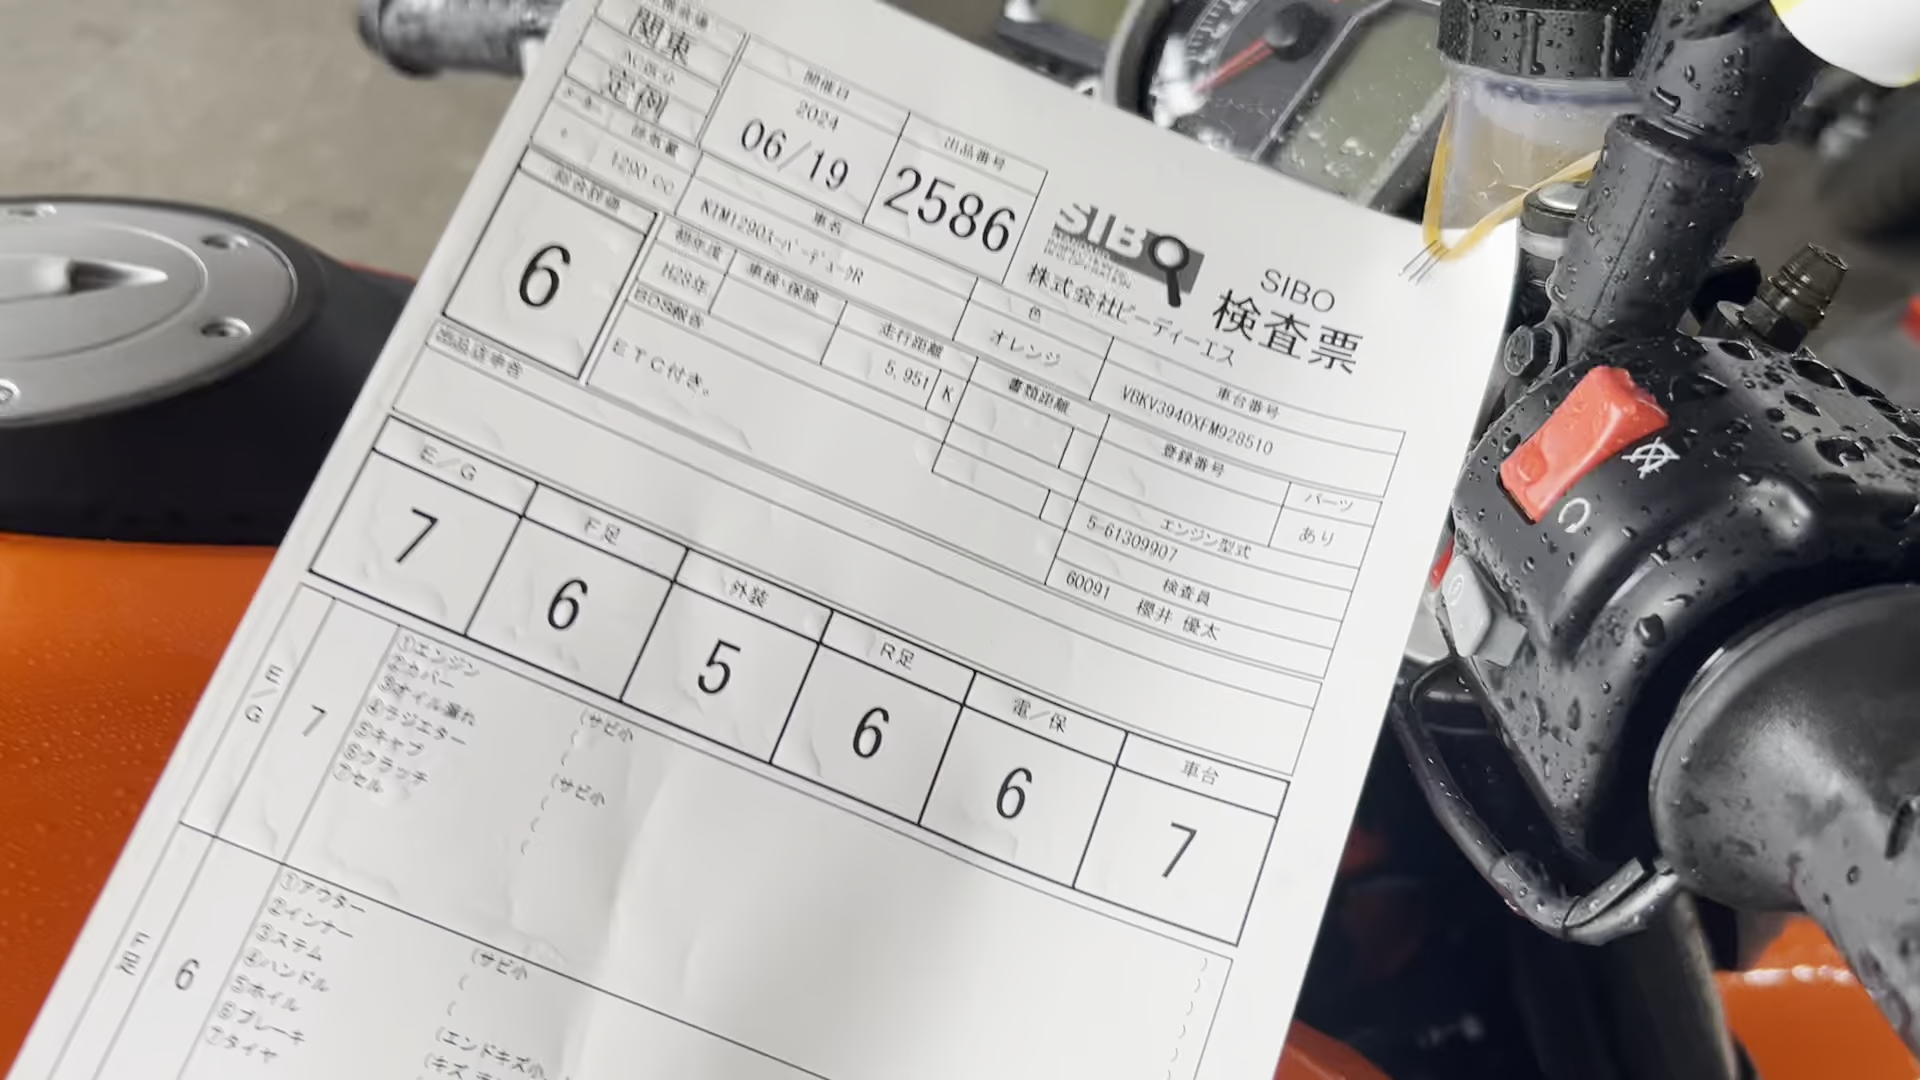 関東
定例
開催日
2024
06/19
出品番号
2586
SIBO
株式会社ビーディーエス
SIBO
検査票
排気量
1290 cc
車名
KTM1290スーパーデュークR
総合評価
6
初年度
H28年
車検・保険
走行距離
5,951 K
色
オレンジ
書類距離
車台番号
VBKV3940XFM928510
登録番号
パーツ
あり
エンジン型式
5-61309907
検査員
60091 櫻井 優太
BDS報告
ETC付き。
出品店申告
E/G
7
F足
6
外装
5
R足
6
電/保
6
車台
7
E/G
7
①エンジン (サビ小 )
②カバー
③オイル漏れ
④ラジエター (サビ小
⑤キャブ
⑥クラッチ
⑦セル
F足
6
①アウター
②インナー
③ステム (サビ小
④ハンドル
⑤ホイル
⑥ブレーキ (エンドキズ小
⑦タイヤ (キズ